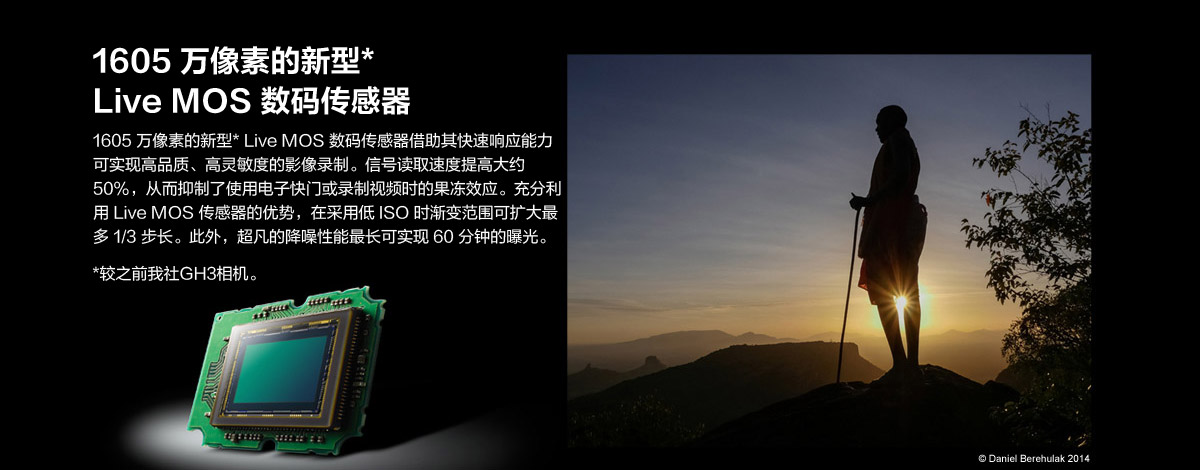 1605 万像素的新型*
Live MOS 数码传感器
1605 万像素的新型* Live MOS 数码传感器借助其快速响应能力
可实现高品质、高灵敏度的影像录制。信号读取速度提高大约
50%，从而抑制了使用电子快门或录制视频时的果冻效应。充分利
用 Live MOS 传感器的优势，在采用低 ISO 时渐变范围可扩大最
多 1/3 步长。此外，超凡的降噪性能最长可实现 60 分钟的曝光。
*较之前我社GH3相机。
© Daniel Berehulak 2014